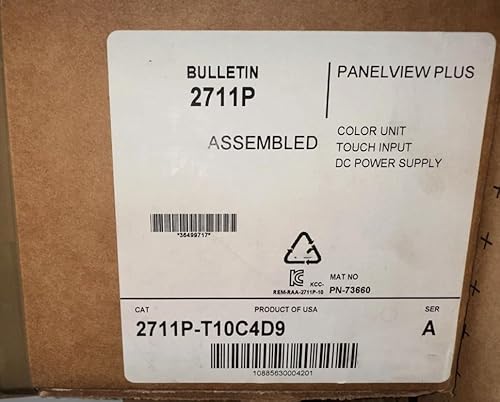 BULLETIN
2711P
PANELVIEW PLUS
ASSEMBLED
COLOR UNIT
TOUCH INPUT
DC POWER SUPPLY
*36499717*
KCC-
REM-RAA-2711P-10
MAT NO
PN-73660
CAT
PRODUCT OF USA
SER
2711P-T10C4D9
A
10885630004201